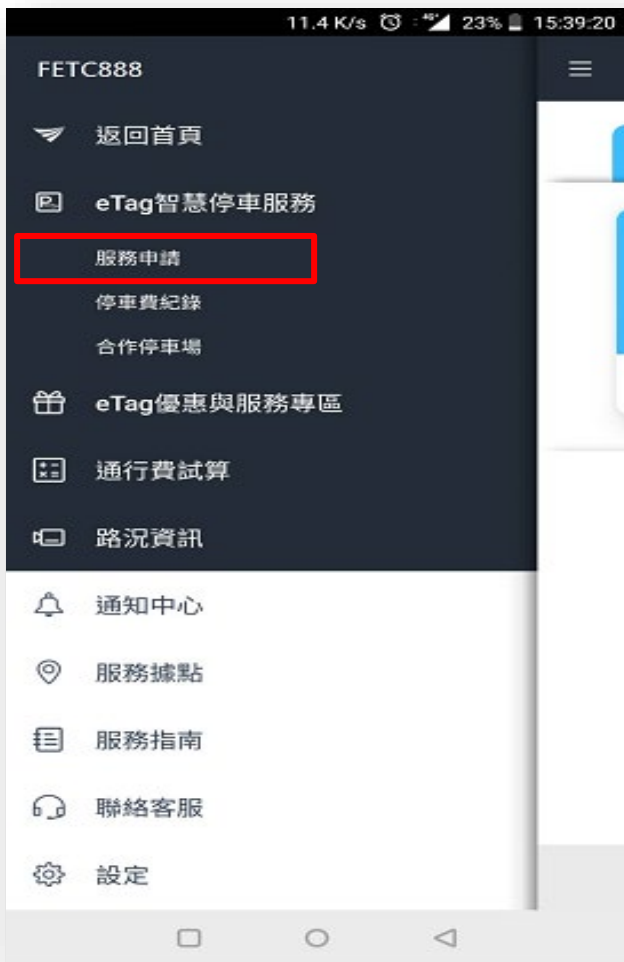 11.4 K/s 4G 23% 15:39:20
FETC888
返回首頁
eTag智慧停車服務
服務申請
停車費紀錄
合作停車場
eTag優惠與服務專區
通行費試算
路況資訊
通知中心
服務據點
服務指南
聯絡客服
設定